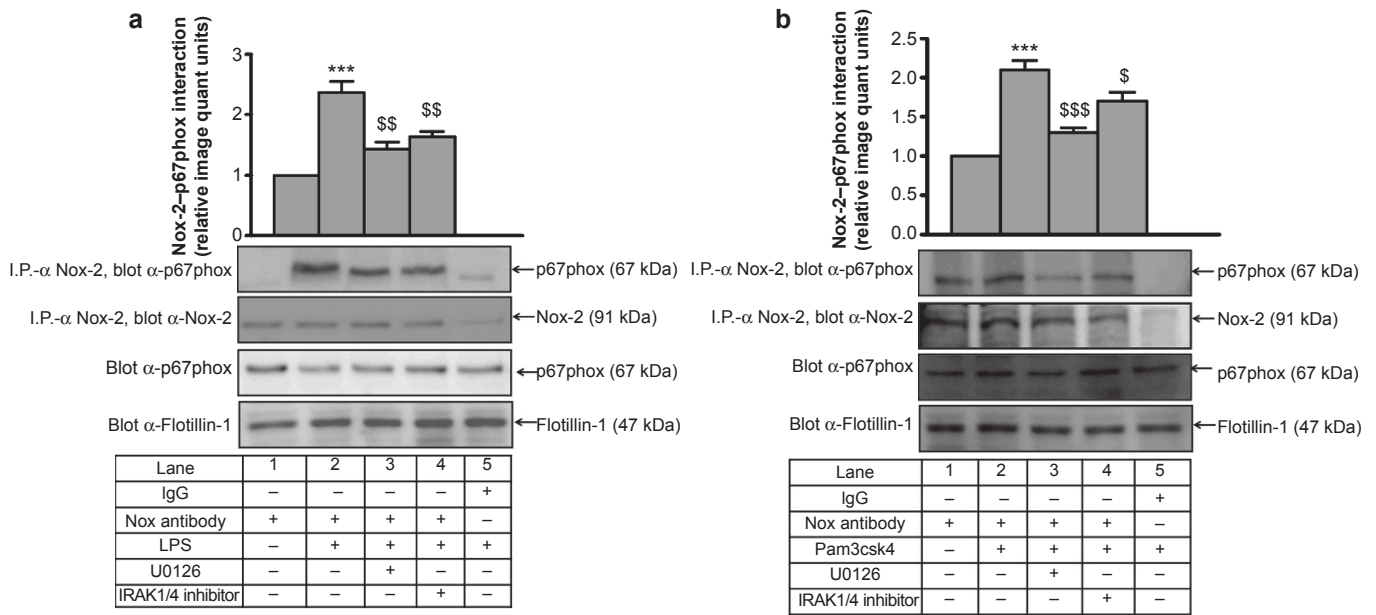 a
Nox-2–p67phox interaction
(relative image quant units)
3
2
1
0
***
$$
$$
I.P.-α Nox-2, blot α-p67phox
p67phox (67 kDa)
I.P.-α Nox-2, blot α-Nox-2
Nox-2 (91 kDa)
Blot α-p67phox
p67phox (67 kDa)
Blot α-Flotillin-1
Flotillin-1 (47 kDa)
Lane 1 2 3 4 5
IgG – – – – +
Nox antibody + + + + –
LPS – + + + +
U0126 +
IRAK1/4 inhibitor +
b
Nox-2–p67phox interaction
(relative image quant units)
2.5
2.0
1.5
1.0
0.5
0.0
***
$$$
$
I.P.-α Nox-2, blot α-p67phox
p67phox (67 kDa)
I.P.-α Nox-2, blot α-Nox-2
Nox-2 (91 kDa)
Blot α-p67phox
p67phox (67 kDa)
Blot α-Flotillin-1
Flotillin-1 (47 kDa)
Lane 1 2 3 4 5
IgG – – – – +
Nox antibody + + + + –
Pam3csk4 – + + + +
U0126 +
IRAK1/4 inhibitor +